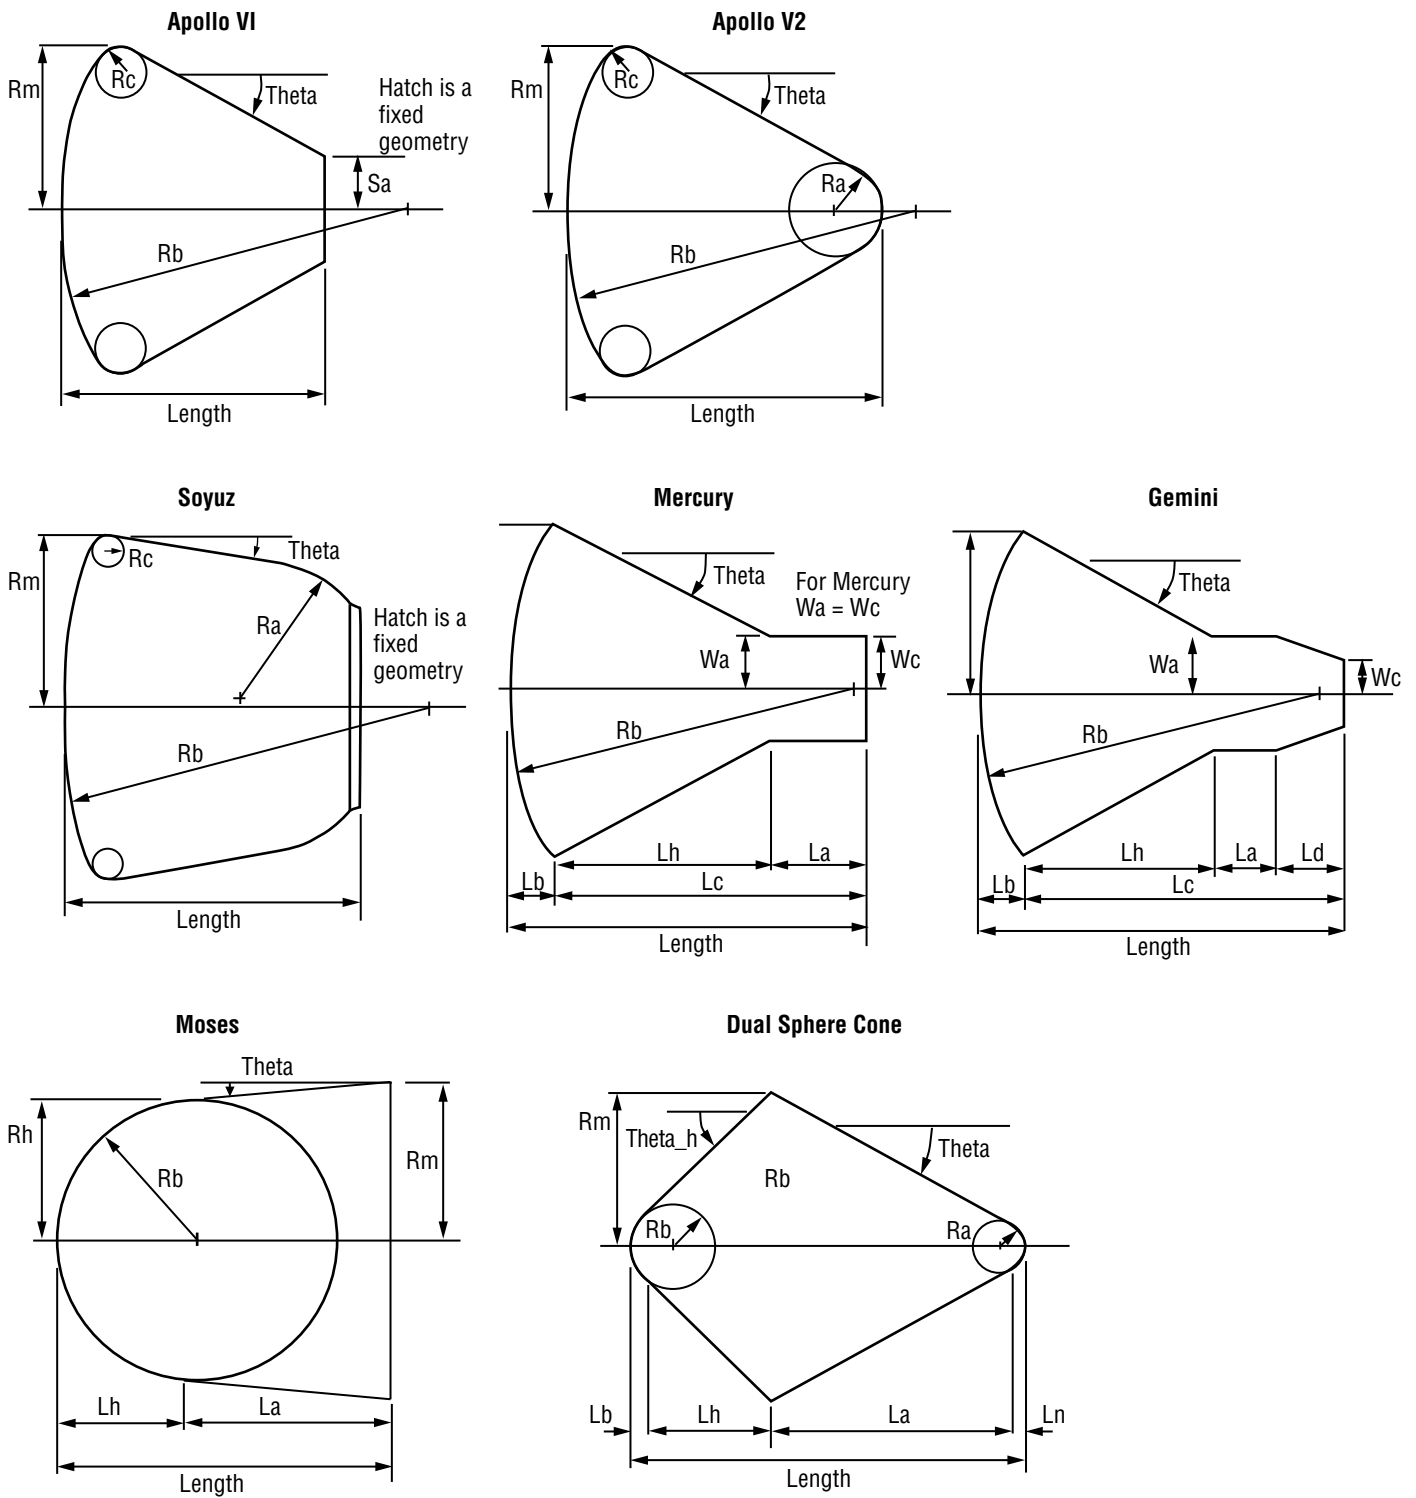 Apollo VI
Rm
Rc
Theta
Hatch is a
fixed
geometry
Sa
Rb
Length
Apollo V2
Rm
Rc
Theta
Ra
Rb
Length
Soyuz
Rm
Rc
Theta
Ra
Hatch is a
fixed
geometry
Rb
Length
Mercury
Theta
For Mercury
Wa = Wc
Wa
Wc
Rb
Lh
La
Lb
Lc
Length
Gemini
Theta
Wa
Wc
Rb
Lh
La
Ld
Lb
Lc
Length
Moses
Theta
Rh
Rb
Rm
Lh
La
Length
Dual Sphere Cone
Rm
Theta_h
Theta
Rb
Rb
Ra
Lb
Lh
La
Ln
Length